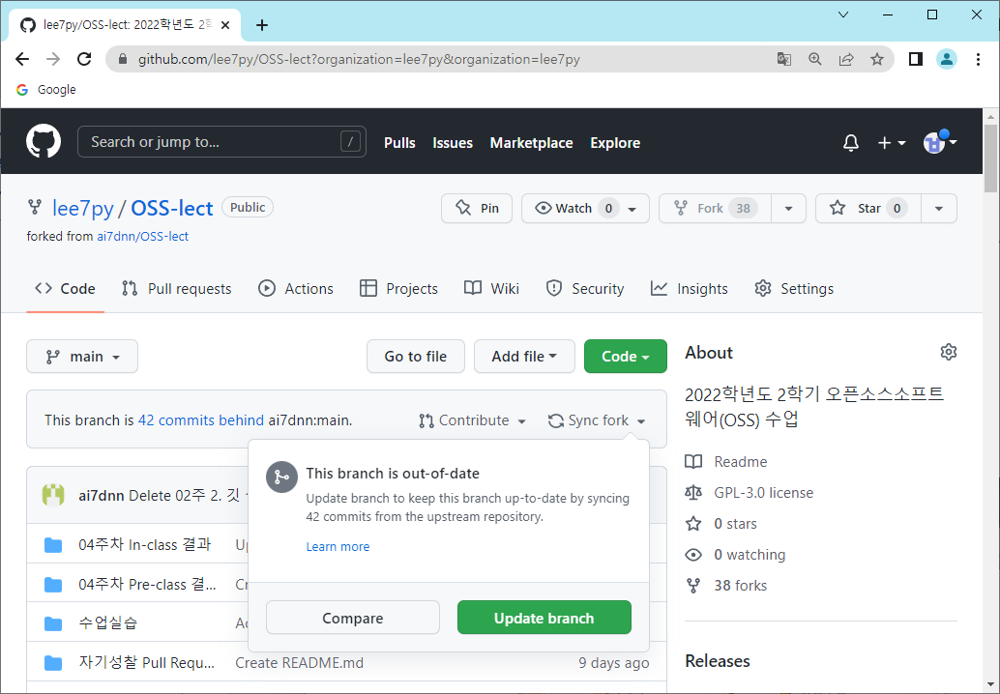 lee7py/OSS-lect: 2022학년도 2학
github.com/lee7py/OSS-lect?organization=lee7py&organization=lee7py
Google
Search or jump to... /
Pulls Issues Marketplace Explore
lee7py / OSS-lect Public
Pin Watch 0 Fork 38 Star 0
forked from ai7dnn/OSS-lect
Code Pull requests Actions Projects Wiki Security Insights Settings
main Go to file Add file Code
This branch is 42 commits behind ai7dnn:main. Contribute Sync fork
This branch is out-of-date
Update branch to keep this branch up-to-date by syncing
42 commits from the upstream repository.
Learn more
Compare Update branch
ai7dnn Delete 02주 2. 깃
04주차 In-class 결과
04주차 Pre-class 결...
수업실습
자기성찰 Pull Requ... Create README.md 9 days ago
About
2022학년도 2학기 오픈소스소프트
웨어(OSS) 수업
Readme
GPL-3.0 license
0 stars
0 watching
38 forks
Releases